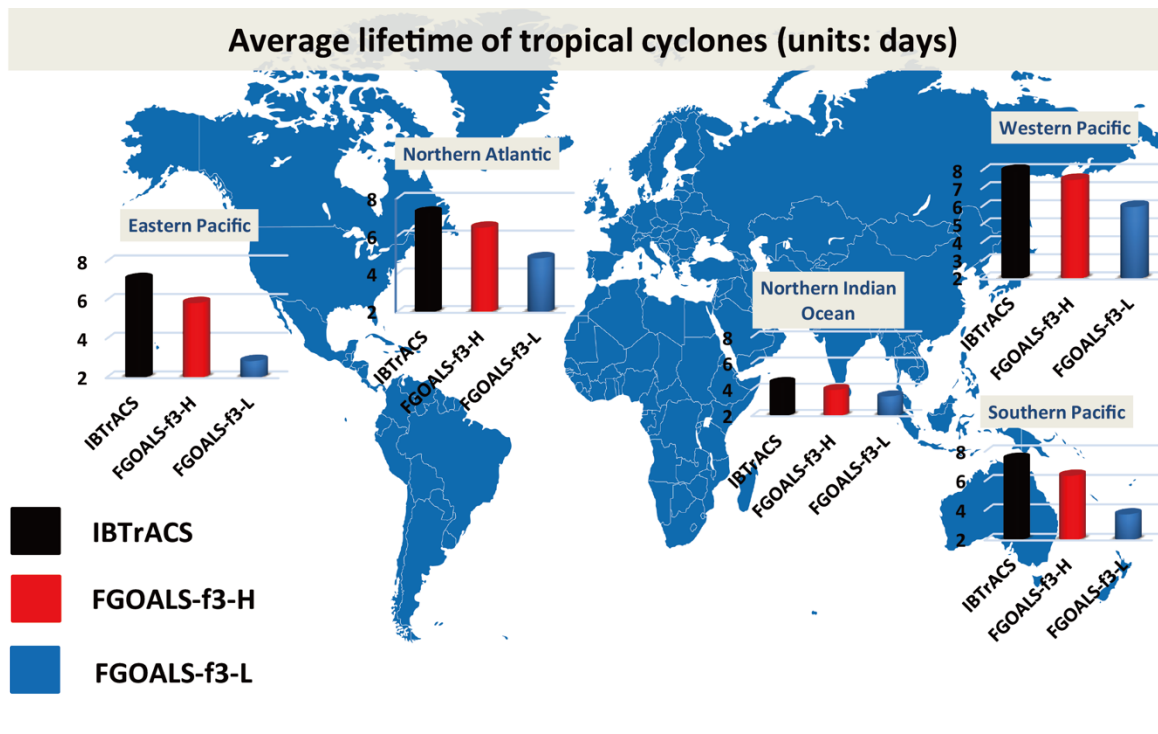 Average lifetime of tropical cyclones (units: days)
Eastern Pacific
8
6
4
2
IBTrACS
FGOALS-f3-H
FGOALS-f3-L
Northern Atlantic
8
6
4
2
IBTrACS
FGOALS-f3-H
FGOALS-f3-L
Northern Indian
Ocean
8
6
4
2
IBTrACS
FGOALS-f3-H
FGOALS-f3-L
Western Pacific
8
7
6
5
4
3
2
IBTrACS
FGOALS-f3-H
FGOALS-f3-L
Southern Pacific
8
6
4
2
IBTrACS
FGOALS-f3-H
FGOALS-f3-L
IBTrACS
FGOALS-f3-H
FGOALS-f3-L